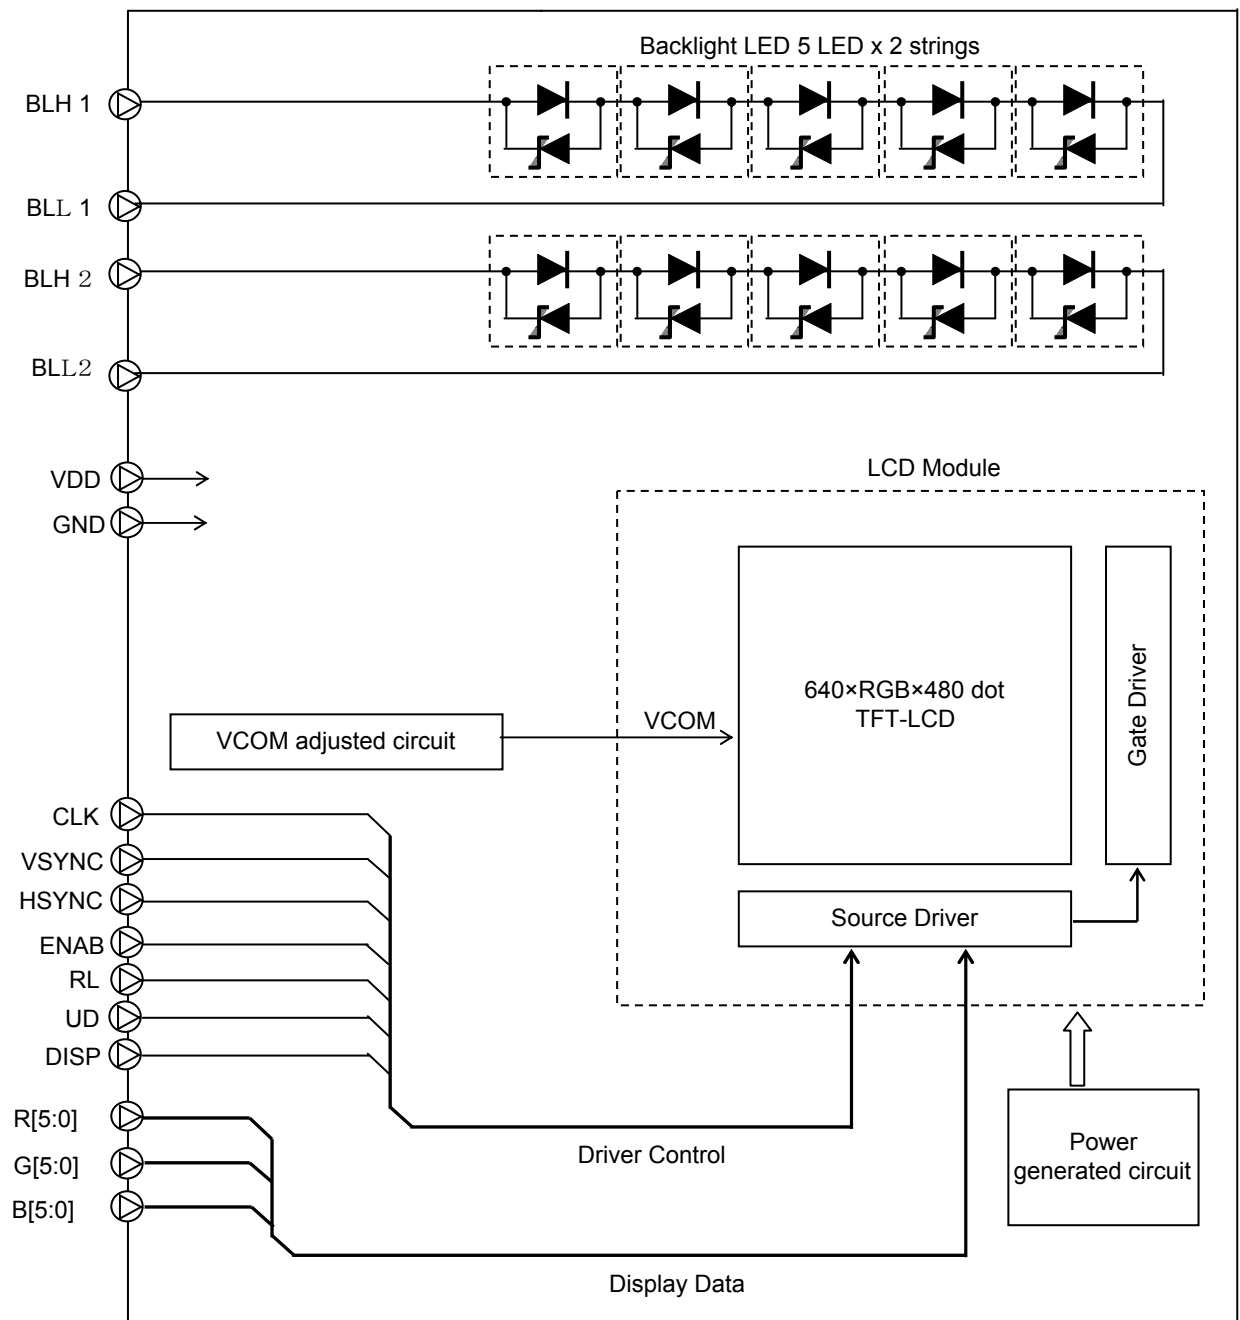 Backlight LED 5 LED x 2 strings
BLH 1
BLL 1
BLH 2
BLL2
VDD
GND
LCD Module
640×RGB×480 dot
TFT-LCD
Gate Driver
VCOM
VCOM adjusted circuit
CLK
VSYNC
HSYNC
ENAB
RL
UD
DISP
Source Driver
R[5:0]
G[5:0]
B[5:0]
Driver Control
Power
generated circuit
Display Data